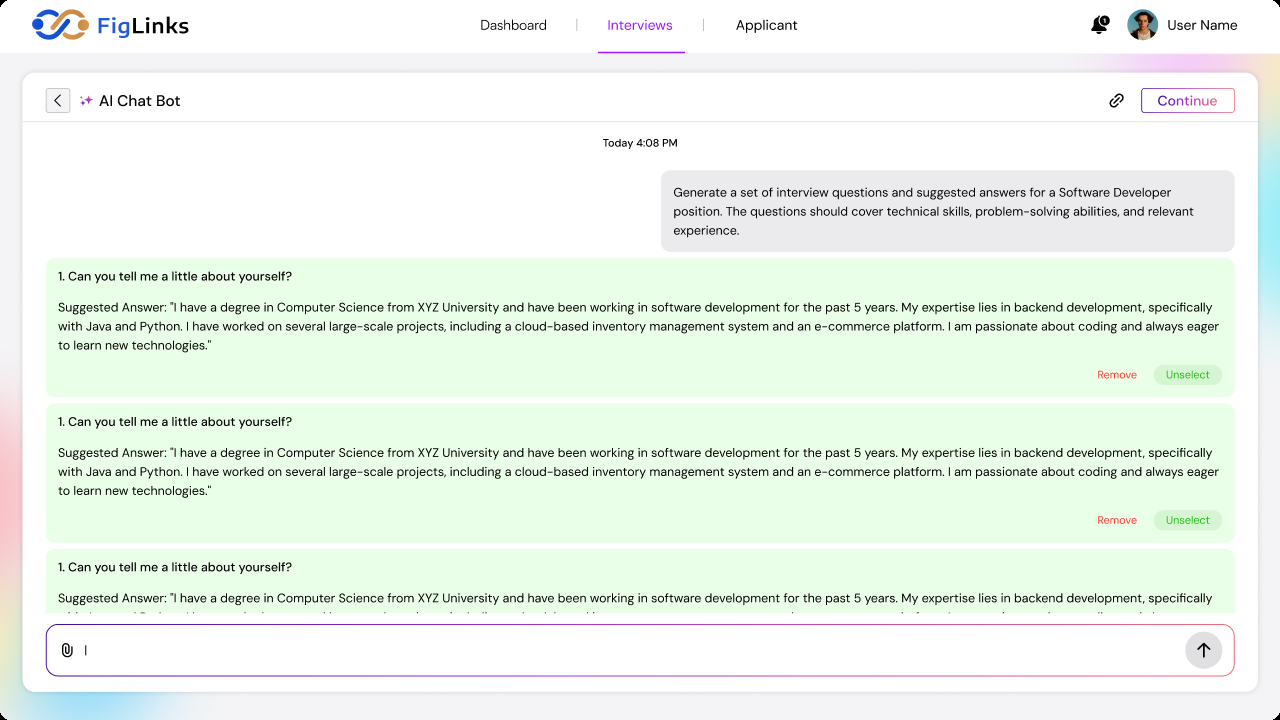 FigLinks
Dashboard
Interviews
Applicant
1
User Name
AI Chat Bot
Continue
Today 4:08 PM
Generate a set of interview questions and suggested answers for a Software Developer
position. The questions should cover technical skills, problem-solving abilities, and relevant
experience.
1. Can you tell me a little about yourself?
Suggested Answer: "I have a degree in Computer Science from XYZ University and have been working in software development for the past 5 years. My expertise lies in backend development, specifically
with Java and Python. I have worked on several large-scale projects, including a cloud-based inventory management system and an e-commerce platform. I am passionate about coding and always eager
to learn new technologies."
Remove
Unselect
1. Can you tell me a little about yourself?
Suggested Answer: "I have a degree in Computer Science from XYZ University and have been working in software development for the past 5 years. My expertise lies in backend development, specifically
with Java and Python. I have worked on several large-scale projects, including a cloud-based inventory management system and an e-commerce platform. I am passionate about coding and always eager
to learn new technologies."
Remove
Unselect
1. Can you tell me a little about yourself?
Suggested Answer: "I have a degree in Computer Science from XYZ University and have been working in software development for the past 5 years. My expertise lies in backend development, specifically